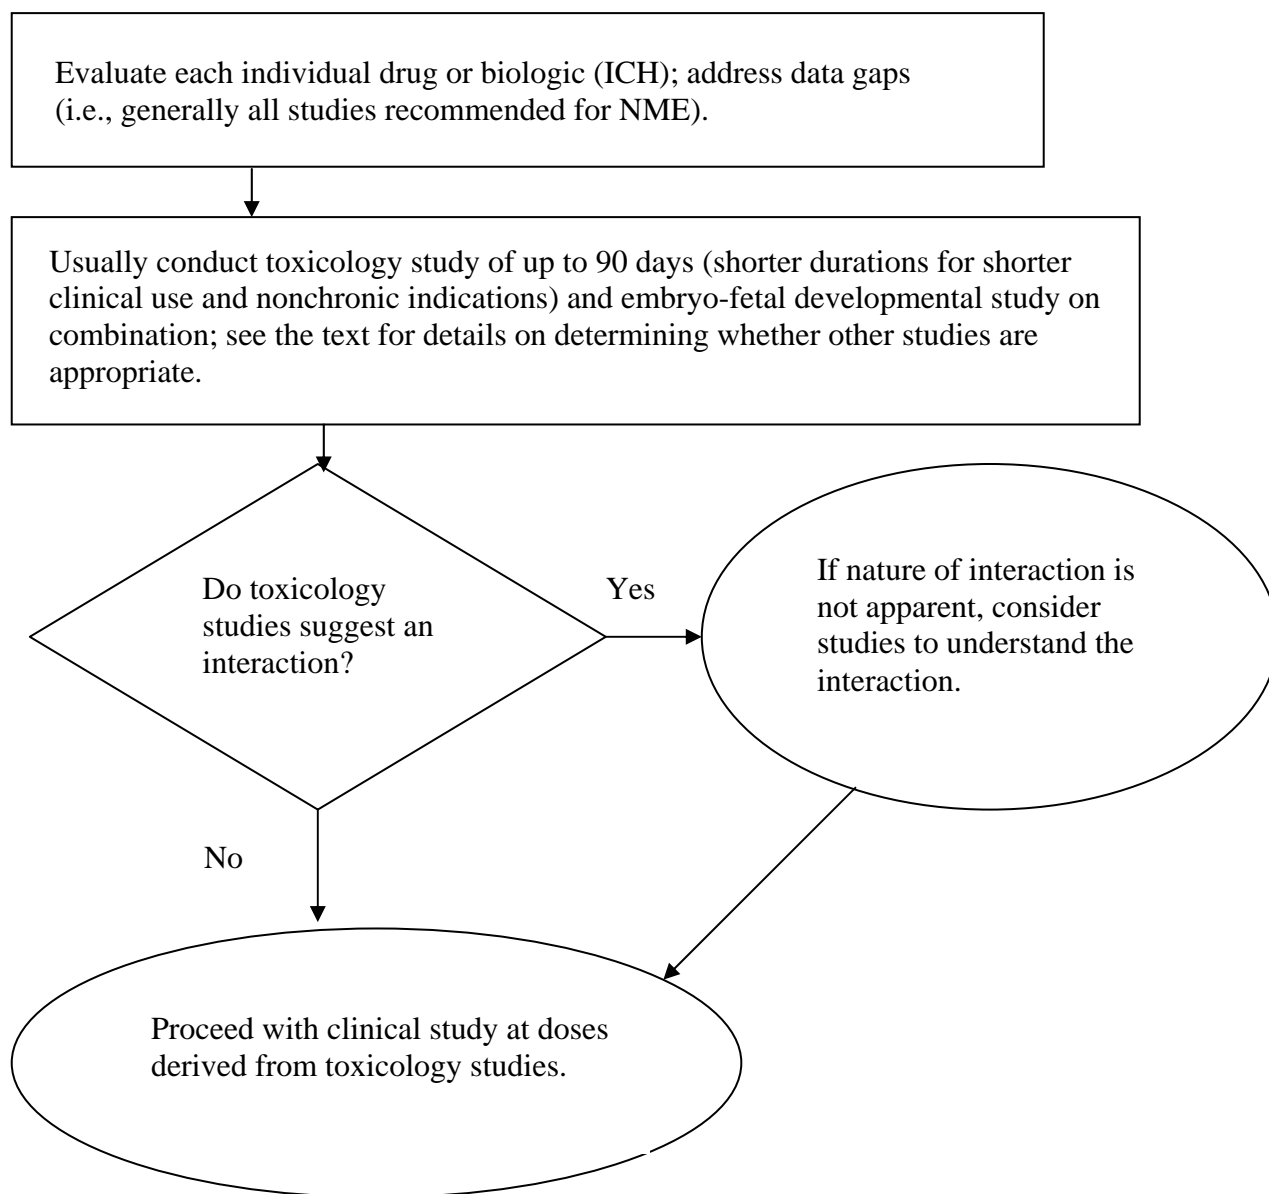 Evaluate each individual drug or biologic (ICH); address data gaps
(i.e., generally all studies recommended for NME).
Usually conduct toxicology study of up to 90 days (shorter durations for shorter
clinical use and nonchronic indications) and embryo-fetal developmental study on
combination; see the text for details on determining whether other studies are
appropriate.
Do toxicology
studies suggest an
interaction?
Yes
If nature of interaction is
not apparent, consider
studies to understand the
interaction.
No
Proceed with clinical study at doses
derived from toxicology studies.